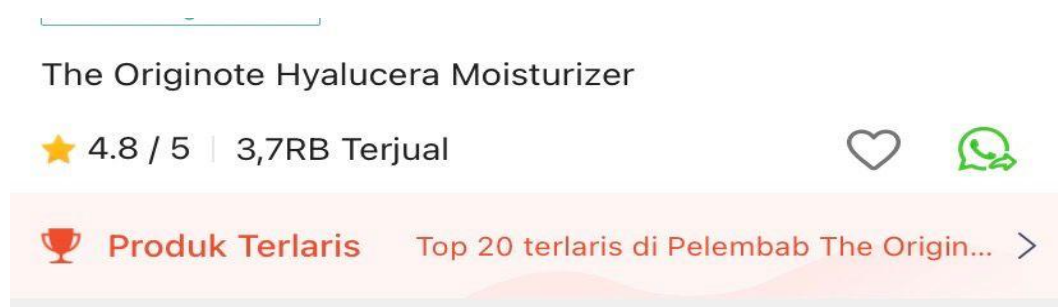 The Originote Hyalucera Moisturizer
4.8 / 5 3,7RB Terjual
Produk Terlaris Top 20 terlaris di Pelembab The Origin...